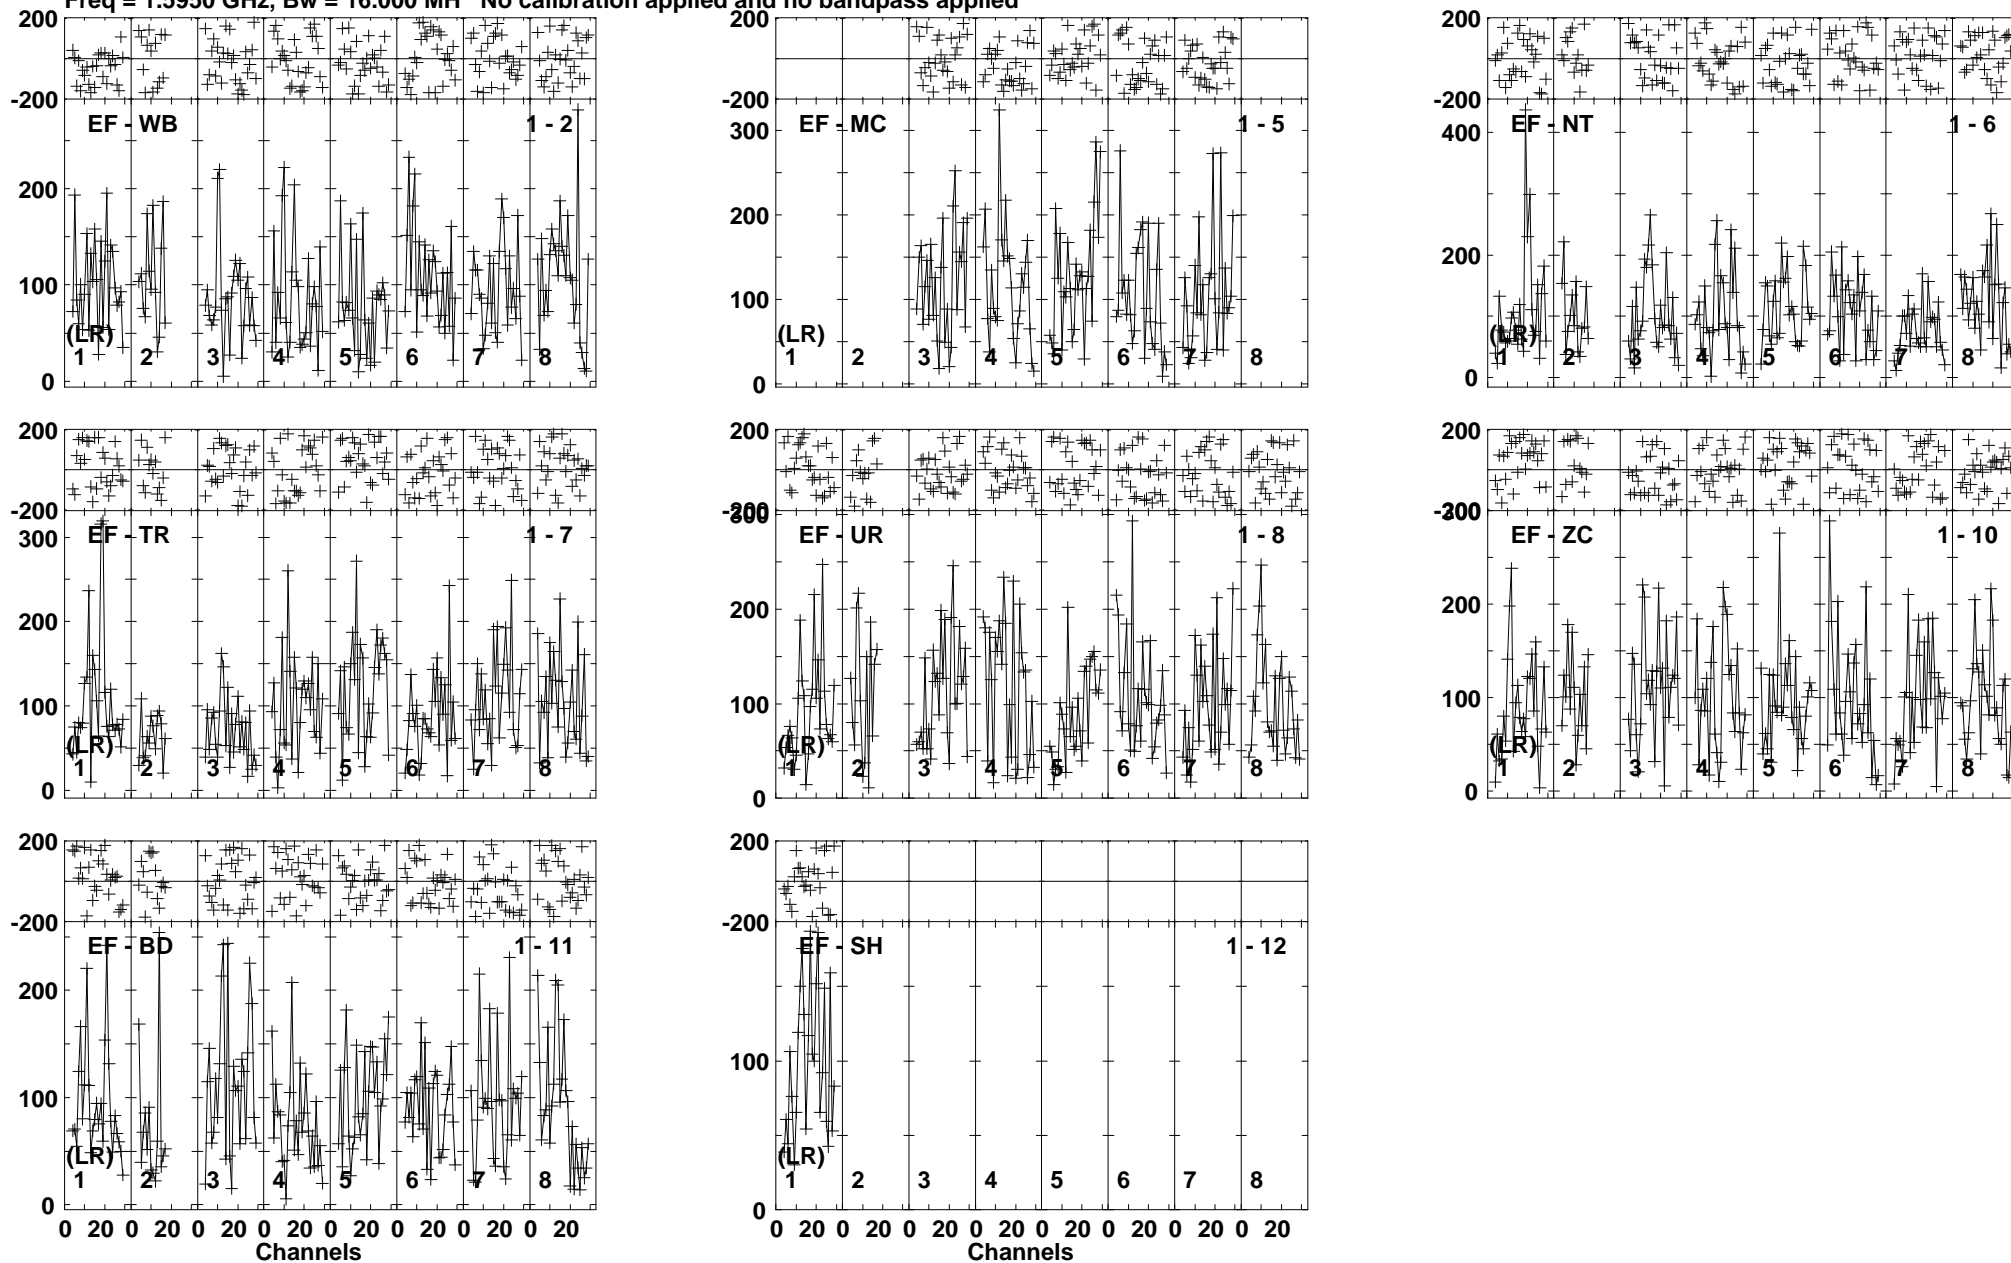 Freq = 1.5950 GHz, Bw = 16.000 MH No calibration applied and no bandpass applied
200 200 200
-200 -200 -200
EF - WB 1 - 2 EF - MC 1 - 5 EF - NT 1 - 6
300 400
200 200 200
100 100
(LR) (LR) (LR)
1 2 3 4 5 6 7 8 1 2 3 4 5 6 7 8 1 2 3 4 5 6 7 8
0 0 0
200 200 200
-200 -200 -200
300 300 300
EF - TR 1 - 7 EF - UR 1 - 8 EF - ZC 1 - 10
200 200 200
100 100 100
(LR) (LR) (LR)
1 2 3 4 5 6 7 8 1 2 3 4 5 6 7 8 1 2 3 4 5 6 7 8
0 0 0
200 200
-200 -200
EF - BD 1 - 11 EF - SH 1 - 12
200
100 100
(LR) (LR)
1 2 3 4 5 6 7 8 1 2 3 4 5 6 7 8
0 0
0 20 0 20 0 20 0 20 0 20 0 20 0 20 0 20 0 20 0 20 0 20 0 20 0 20 0 20 0 20 0 20
Channels Channels